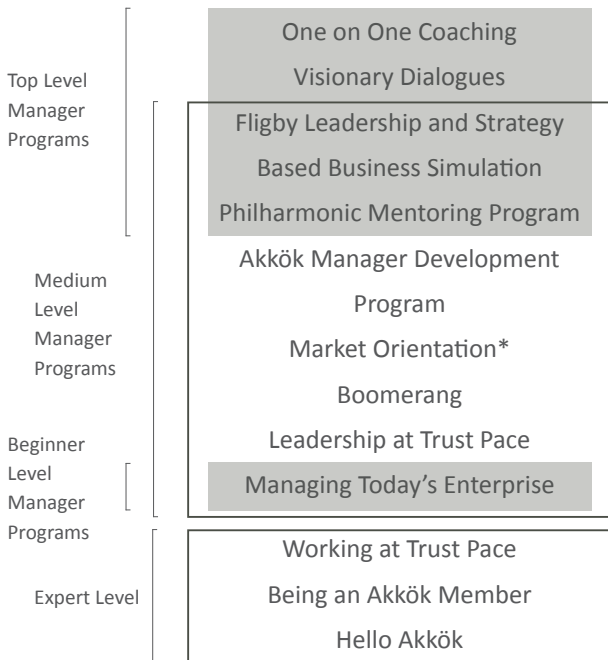 Top Level
Manager
Programs
One on One Coaching
Visionary Dialogues
Fligby Leadership and Strategy
Based Business Simulation
Philharmonic Mentoring Program
Medium
Level
Manager
Programs
Akkök Manager Development
Program
Market Orientation*
Boomerang
Leadership at Trust Pace
Beginner
Level
Manager
Programs
Managing Today’s Enterprise
Expert Level
Working at Trust Pace
Being an Akkök Member
Hello Akkök